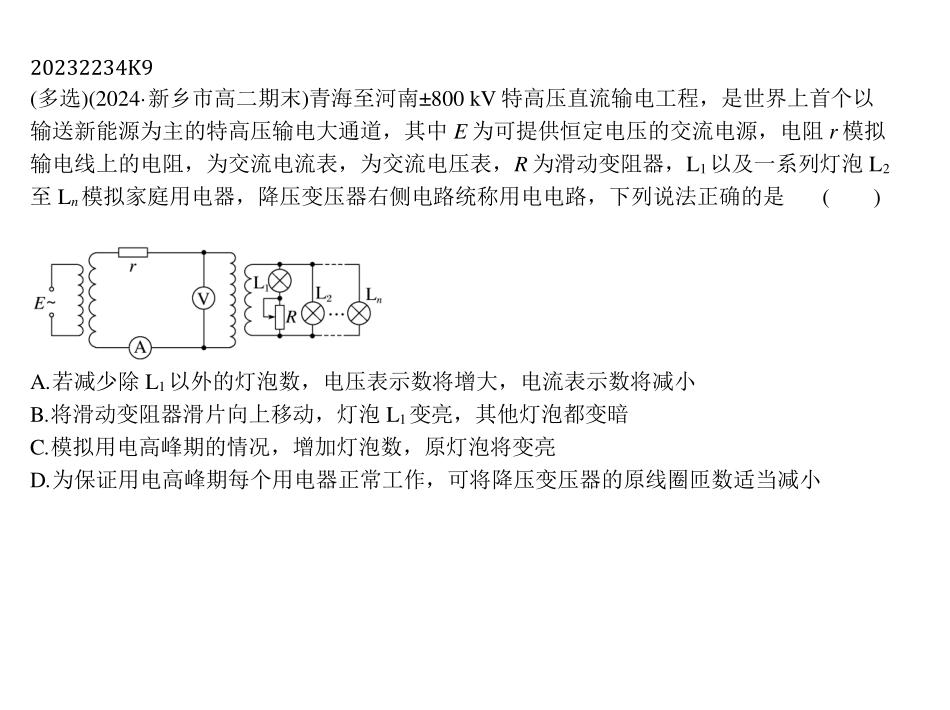 20232234K9
(多选)(2024·新乡市高二期末)青海至河南±800 kV 特高压直流输电工程，是世界上首个以
输送新能源为主的特高压输电大通道，其中 E 为可提供恒定电压的交流电源，电阻 r 模拟
输电线上的电阻，为交流电流表，为交流电压表，R 为滑动变阻器，L1 以及一系列灯泡 L2
至 Ln 模拟家庭用电器，降压变压器右侧电路统称用电电路，下列说法正确的是 ( )
r
E~
V
A
L1
R
L2
…
Ln
A.若减少除 L1 以外的灯泡数，电压表示数将增大，电流表示数将减小
B.将滑动变阻器滑片向上移动，灯泡 L1 变亮，其他灯泡都变暗
C.模拟用电高峰期的情况，增加灯泡数，原灯泡将变亮
D.为保证用电高峰期每个用电器正常工作，可将降压变压器的原线圈匝数适当减小